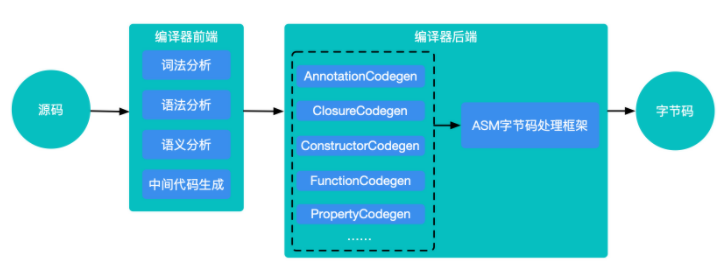 源码
编译器前端
词法分析
语法分析
语义分析
中间代码生成
编译器后端
AnnotationCodegen
ClosureCodegen
ConstructorCodegen
FunctionCodegen
PropertyCodegen
……
ASM字节码处理框架
字节码